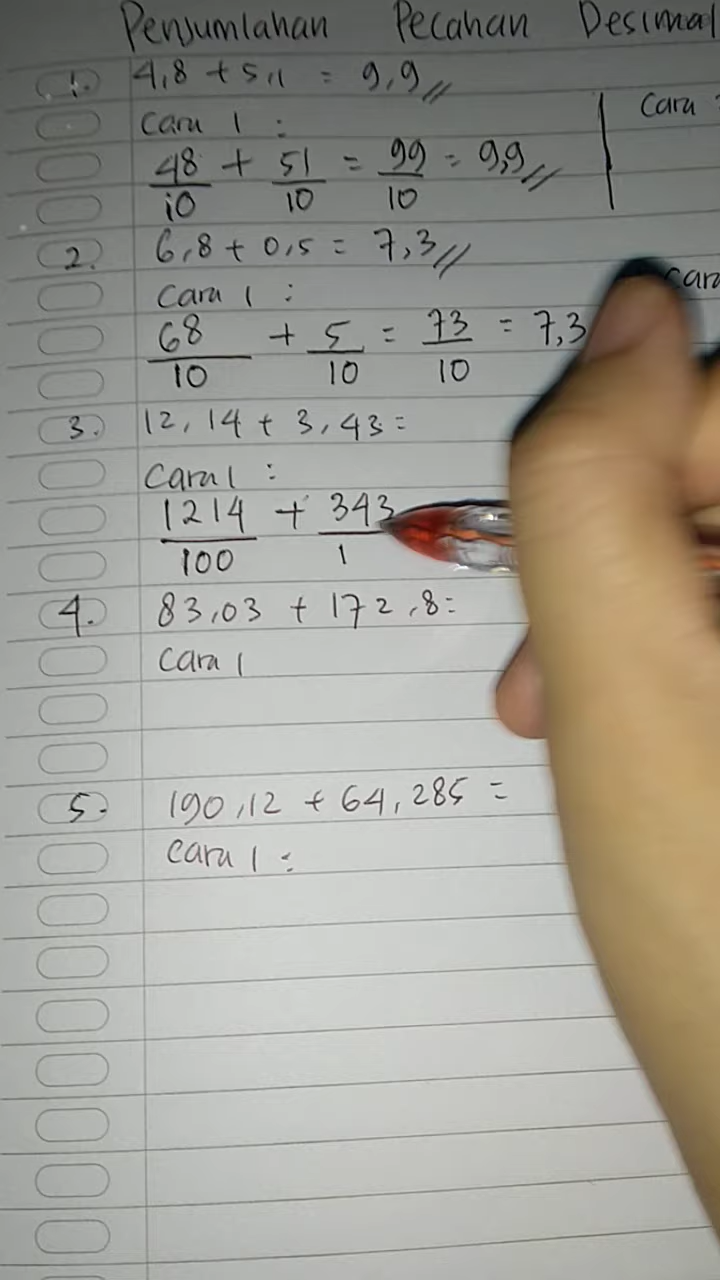 Penjumlahan Pecahan Desimal
1. 4,8 + 5,1 = 9,9 //
Cara 1 :
Cara
48/10 + 51/10 = 99/10 = 9,9 //
2. 6,8 + 0,5 = 7,3 //
Cara 1 :
68/10 + 5/10 = 73/10 = 7,3
3. 12,14 + 3,43 =
Cara 1 :
1214/100 + 343/1
4. 83,03 + 172,8 =
Cara 1
5. 190,12 + 64,285 =
Cara 1 :